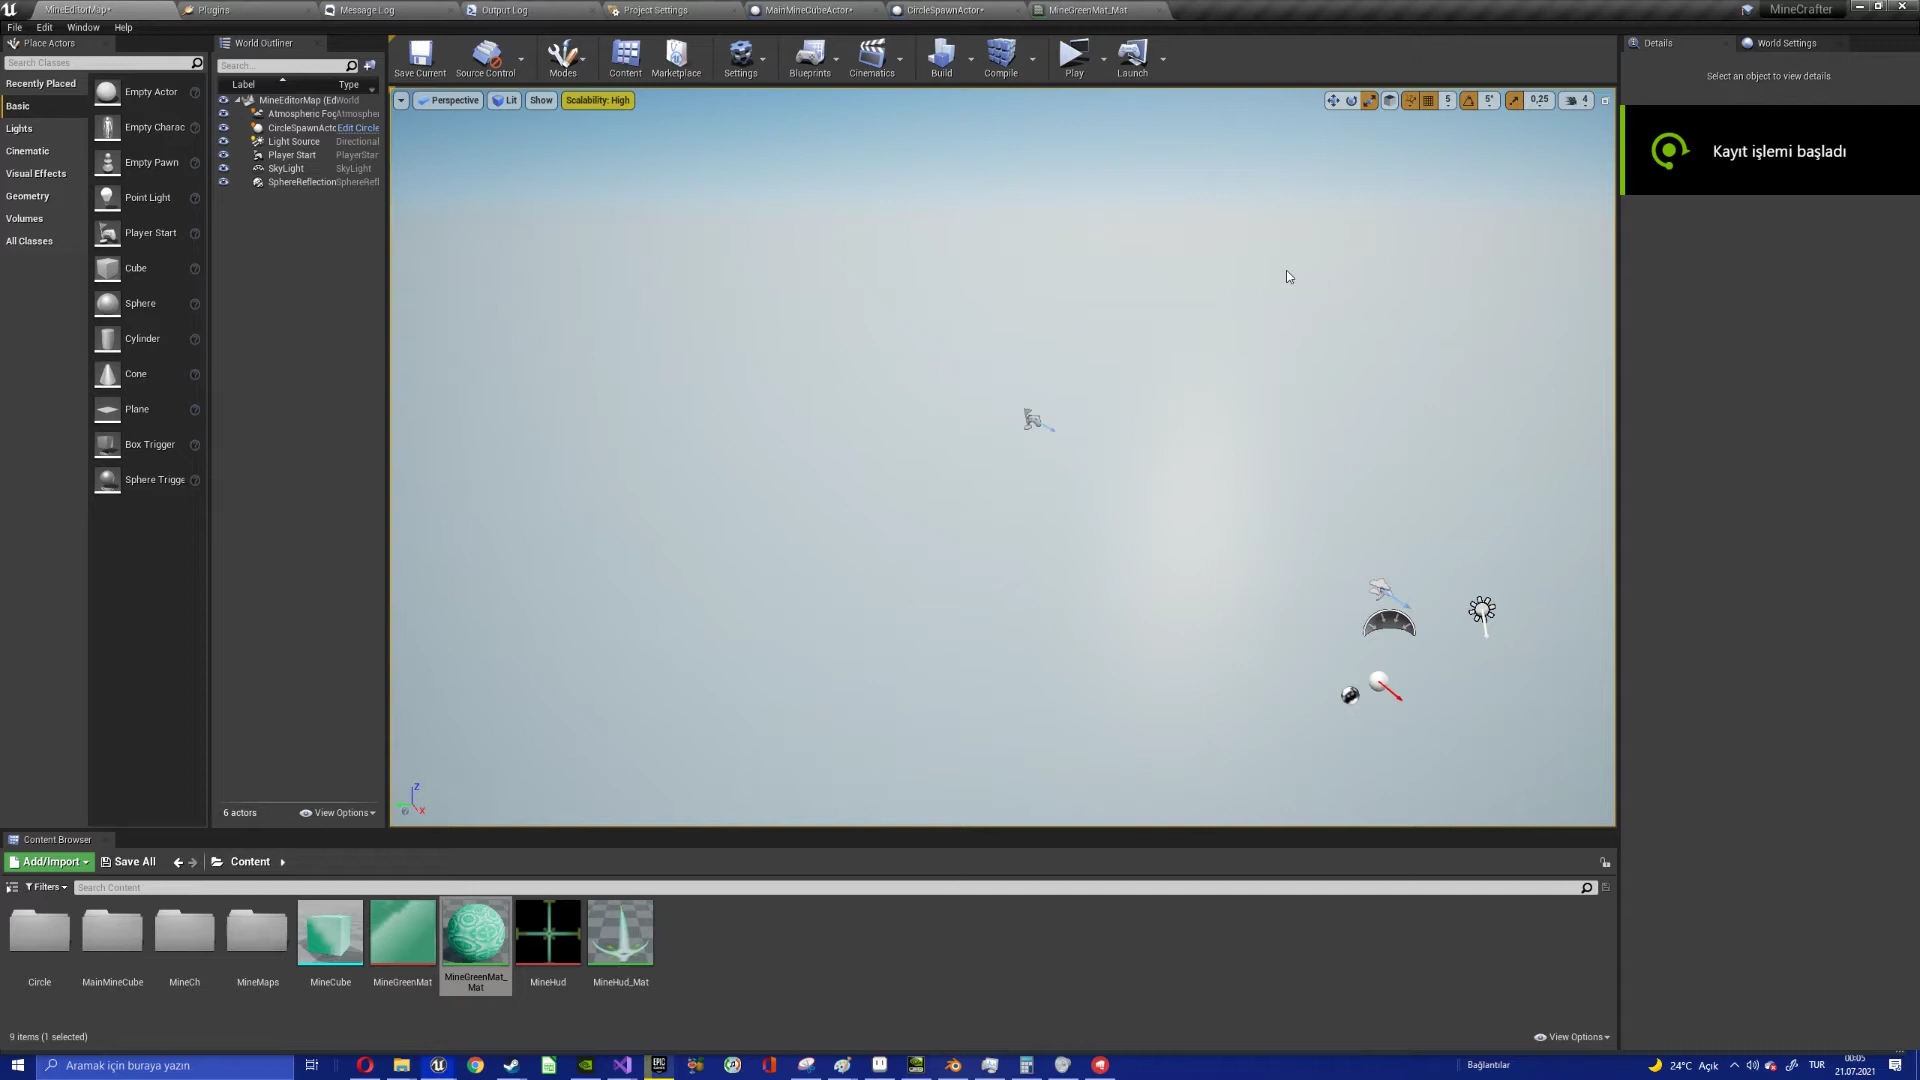 MineEditorMap*
Plugins
Message Log
Output Log
Project Settings
MainMineCubeActor*
CircleSpawnActor*
MineGreenMat_Mat
MineCrafter
File Edit Window Help
Place Actors
Search Classes
Recently Placed
Basic
Lights
Cinematic
Visual Effects
Geometry
Volumes
All Classes
Empty Actor
Empty Charac
Empty Pawn
Point Light
Player Start
Cube
Sphere
Cylinder
Cone
Plane
Box Trigger
Sphere Trigge
World Outliner
Search...
Label Type
MineEditorMap (Ed World
Atmospheric Fog Atmospher
CircleSpawnActo Edit Circle
Light Source Directional
Player Start PlayerStar
SkyLight SkyLight
SphereReflection SphereRefl
6 actors View Options
Save Current
Source Control
Modes
Content
Marketplace
Settings
Blueprints
Cinematics
Build
Compile
Play
Launch
Perspective Lit Show Scalability: High
5 5° 0,25 4
Z
X
Details
World Settings
Select an object to view details
Kayıt işlemi başladı
Content Browser
Add/Import Save All Content
Filters Search Content
Circle
MainMineCube
MineCh
MineMaps
MineCube
MineGreenMat
MineGreenMat_
Mat
MineHud
MineHud_Mat
9 items (1 selected)
View Options
Aramak için buraya yazın
EPIC
GAMES
Bağlantılar
24°C Açık
TUR
00:05
21.07.2021